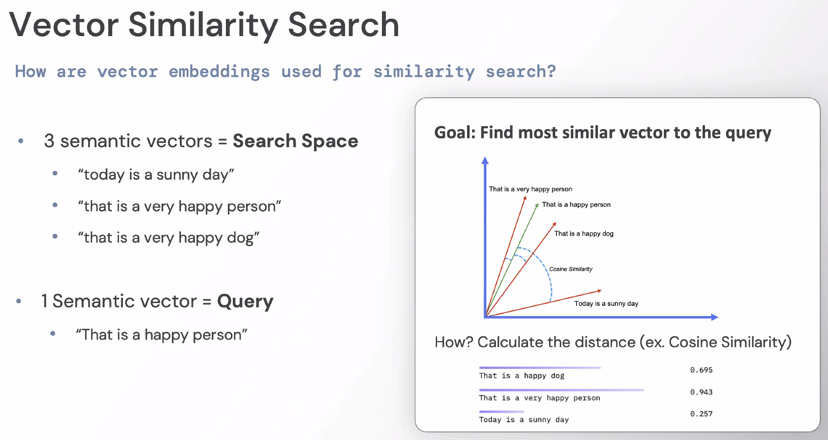 Vector Similarity Search
How are vector embeddings used for similarity search?
• 3 semantic vectors = Search Space
• “today is a sunny day”
• “that is a very happy person”
• “that is a very happy dog”
• 1 Semantic vector = Query
• “That is a happy person”
Goal: Find most similar vector to the query
That is a very happy person
That is a happy person
That is a happy dog
Cosine Similarity
Today is a sunny day
How? Calculate the distance (ex. Cosine Similarity)
That is a happy dog 0.695
That is a very happy person 0.943
Today is a sunny day 0.257